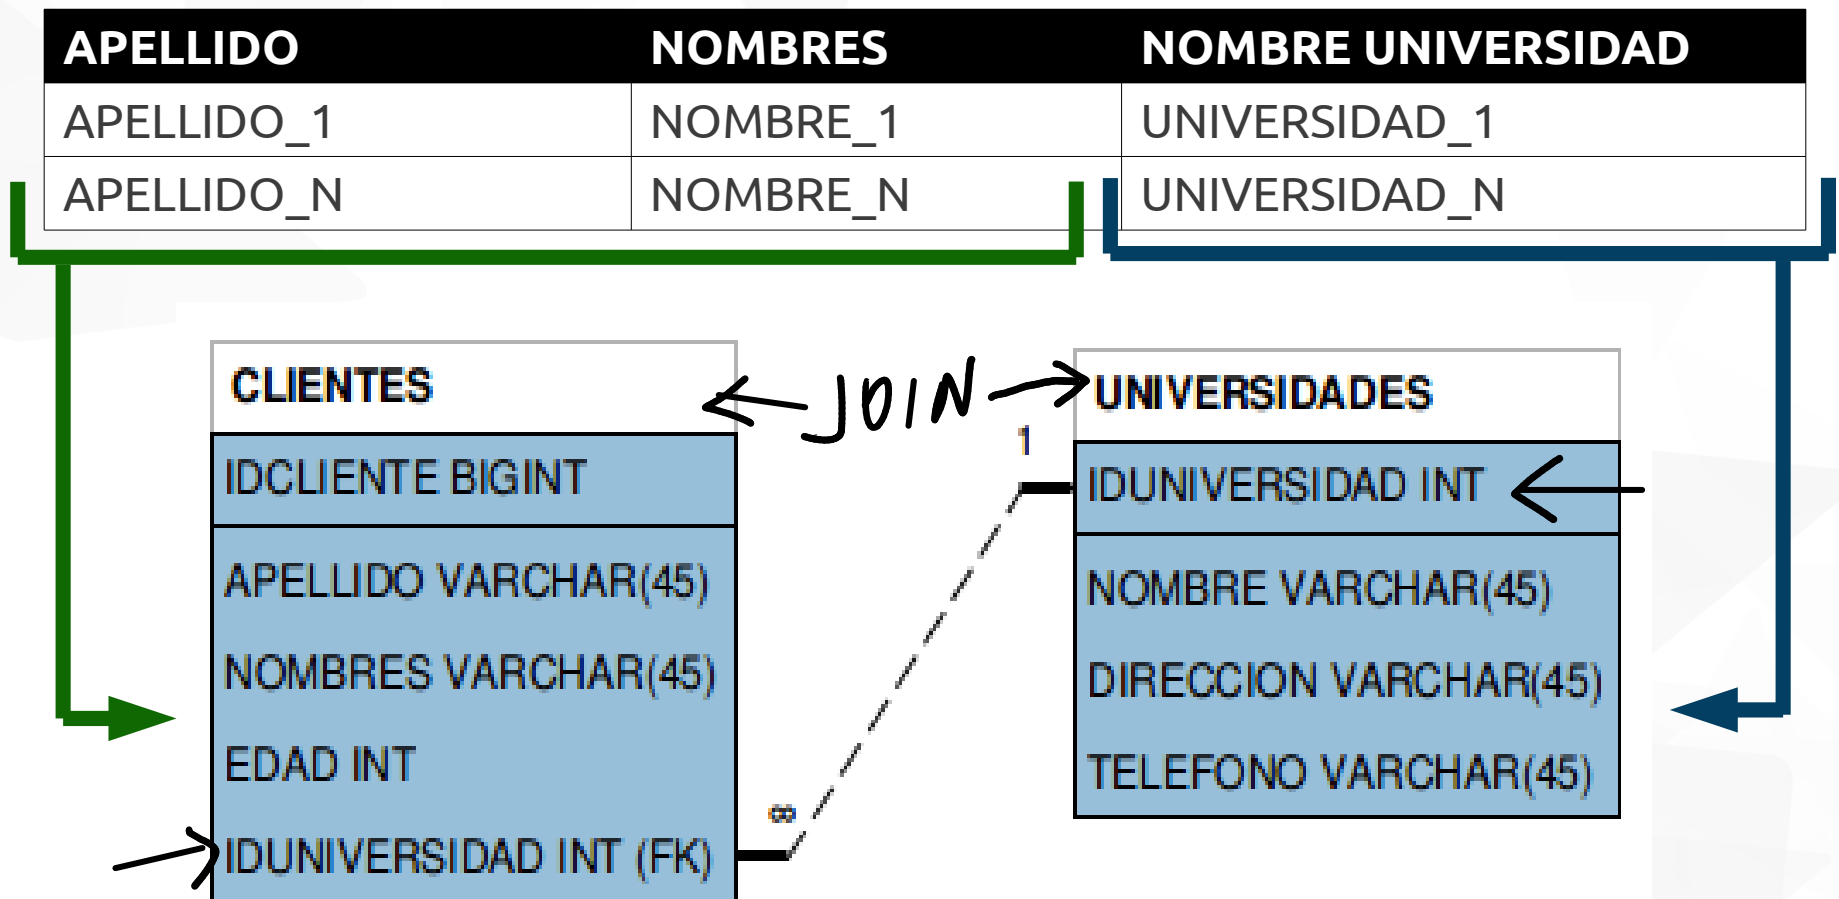 APELLIDO NOMBRES NOMBRE UNIVERSIDAD
APELLIDO_1 NOMBRE_1 UNIVERSIDAD_1
APELLIDO_N NOMBRE_N UNIVERSIDAD_N
CLIENTES
IDCLIENTE BIGINT
APELLIDO VARCHAR(45)
NOMBRES VARCHAR(45)
EDAD INT
IDUNIVERSIDAD INT (FK)
∞
JOIN
1
UNIVERSIDADES
IDUNIVERSIDAD INT
NOMBRE VARCHAR(45)
DIRECCION VARCHAR(45)
TELEFONO VARCHAR(45)